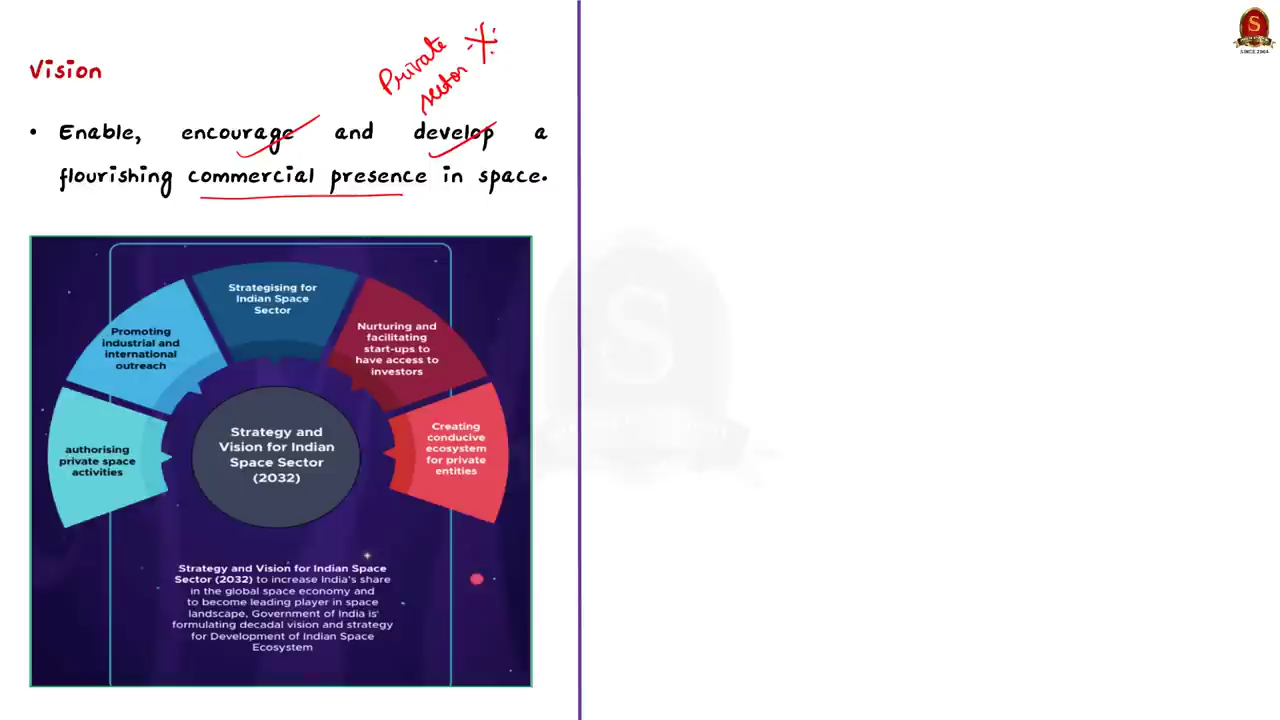 Vision
Private
sector
• Enable, encourage and develop a
flourishing commercial presence in space.
Strategising for
Indian Space
Sector
Promoting
industrial and
international
outreach
Nurturing and
facilitating
start-ups to
have access to
investors
authorising
private space
activities
Creating
conducive
ecosystem
for private
entities
Strategy and
Vision for Indian
Space Sector
(2032)
Strategy and Vision for Indian Space
Sector (2032) to increase India's share
in the global space economy and
to become leading player in space
landscape, Government of India is'
formulating decadal vision and strategy
for Development of Indian Space
Ecosystem
S
SINCE 2004
S